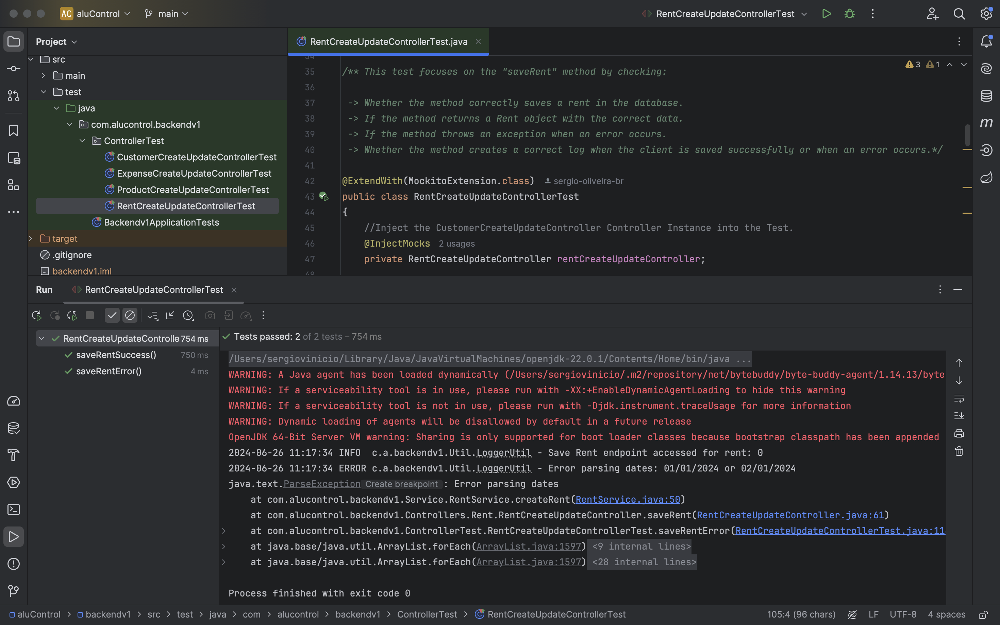 AC aluControl main RentCreateUpdateControllerTest
Project
src
main
test
java
com.alucontrol.backendv1
ControllerTest
CustomerCreateUpdateControllerTest
ExpenseCreateUpdateControllerTest
ProductCreateUpdateControllerTest
RentCreateUpdateControllerTest
Backendv1ApplicationTests
target
.gitignore
backendv1.iml
RentCreateUpdateControllerTest.java
3 1
34
35 /** This test focuses on the "saveRent" method by checking:
36
37 -> Whether the method correctly saves a rent in the database.
38 -> If the method returns a Rent object with the correct data.
39 -> If the method throws an exception when an error occurs.
40 -> Whether the method creates a correct log when the client is saved successfully or when an error occurs.*/
41
42 @ExtendWith(MockitoExtension.class) sergio-oliveira-br
43 public class RentCreateUpdateControllerTest
44 {
45 //Inject the CustomerCreateUpdateController Controller Instance into the Test.
46 @InjectMocks 2 usages
47 private RentCreateUpdateController rentCreateUpdateController;
48
m
Run RentCreateUpdateControllerTest
RentCreateUpdateControlle 754 ms
saveRentSuccess() 750 ms
saveRentError() 4 ms
Tests passed: 2 of 2 tests – 754 ms
/Users/sergiovinicio/Library/Java/JavaVirtualMachines/openjdk-22.0.1/Contents/Home/bin/java ...
WARNING: A Java agent has been loaded dynamically (/Users/sergiovinicio/.m2/repository/net/bytebuddy/byte-buddy-agent/1.14.13/byte
WARNING: If a serviceability tool is in use, please run with -XX:+EnableDynamicAgentLoading to hide this warning
WARNING: If a serviceability tool is not in use, please run with -Djdk.instrument.traceUsage for more information
WARNING: Dynamic loading of agents will be disallowed by default in a future release
OpenJDK 64-Bit Server VM warning: Sharing is only supported for boot loader classes because bootstrap classpath has been appended
2024-06-26 11:17:34 INFO  c.a.backendv1.Util.LoggerUtil - Save Rent endpoint accessed for rent: 0
2024-06-26 11:17:34 ERROR c.a.backendv1.Util.LoggerUtil - Error parsing dates: 01/01/2024 or 02/01/2024
java.text.ParseException Create breakpoint : Error parsing dates
at com.alucontrol.backendv1.Service.RentService.createRent(RentService.java:50)
at com.alucontrol.backendv1.Controllers.Rent.RentCreateUpdateController.saveRent(RentCreateUpdateController.java:61)
at com.alucontrol.backendv1.ControllerTest.RentCreateUpdateControllerTest.saveRentError(RentCreateUpdateControllerTest.java:11
at java.base/java.util.ArrayList.forEach(ArrayList.java:1597) <9 internal lines>
at java.base/java.util.ArrayList.forEach(ArrayList.java:1597) <28 internal lines>
Process finished with exit code 0
aluControl > backendv1 > src > test > java > com > alucontrol > backendv1 > ControllerTest > RentCreateUpdateControllerTest 105:4 (96 chars) LF UTF-8 4 spaces